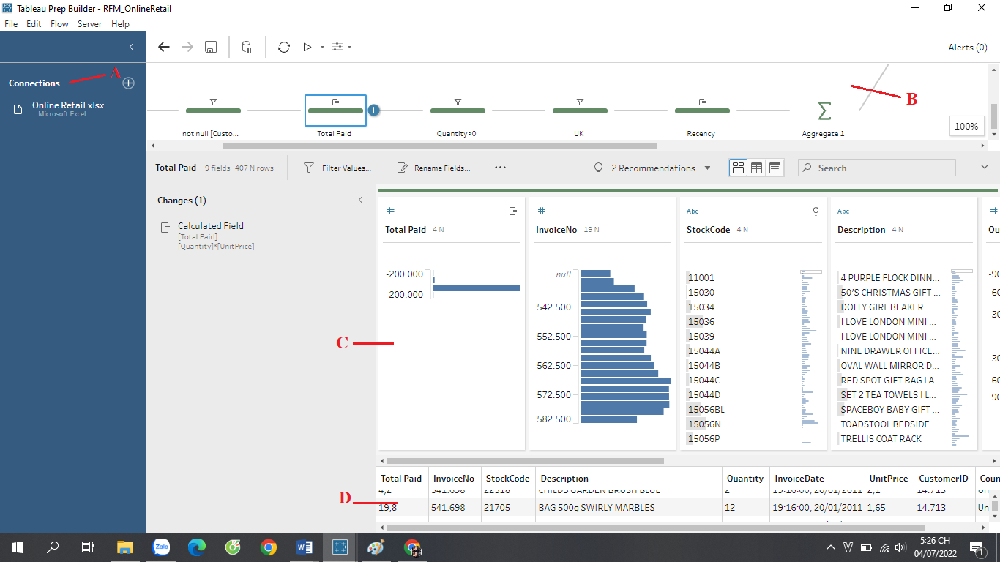 Tableau Prep Builder - RFM_OnlineRetail
File Edit Flow Server Help
Alerts (0)
Connections
A
B
Online Retail.xlsx
Microsoft Excel
not null [Custo... Total Paid Quantity>0 UK Recency Aggregate 1
100%
Total Paid 9 fields 407 N rows Filter Values... Rename Fields... ... 2 Recommendations Search
Changes (1)
Calculated Field
[Total Paid]
[Quantity]*[UnitPrice]
# # Abc Abc #
Total Paid 4 N InvoiceNo 19 N StockCode 4 N Description 4 N Qu
-200.000
200.000
null
542.500
552.500
562.500
572.500
582.500
11001
15030
15034
15036
15039
15044A
15044B
15044C
15044D
15056BL
15056N
15056P
4 PURPLE FLOCK DINN...
50'S CHRISTMAS GIFT ...
DOLLY GIRL BEAKER
I LOVE LONDON MINI ...
I LOVE LONDON MINI ...
NINE DRAWER OFFICE...
OVAL WALL MIRROR D...
RED SPOT GIFT BAG LA...
SET 2 TEA TOWELS I L...
SPACEBOY BABY GIFT ...
TOADSTOOL BEDSIDE ...
TRELLIS COAT RACK
-90
-60
-30
30
60
90
C
Total Paid InvoiceNo StockCode Description Quantity InvoiceDate UnitPrice CustomerID Coun
4,2 541.698 CHILDS GARDEN BRUSH BLUE 2 19:16:00, 20/01/2011 2,1 14.713 Un
D
19,8 541.698 21705 BAG 500g SWIRLY MARBLES 12 19:16:00, 20/01/2011 1,65 14.713 Un
Zalo
5:26 CH
04/07/2022
1